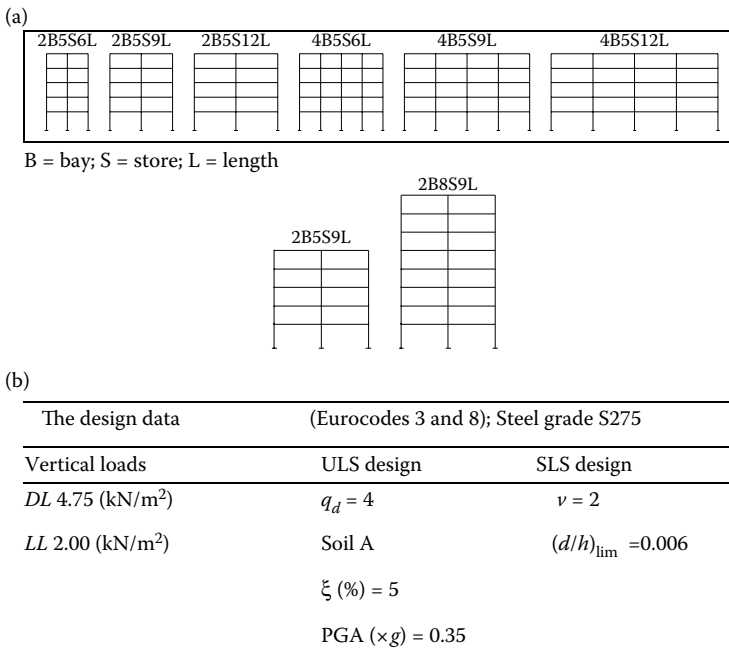 (a)
2B5S6L 2B5S9L 2B5S12L 4B5S6L 4B5S9L 4B5S12L
B = bay; S = store; L = length
2B8S9L
2B5S9L
(b)
The design data (Eurocodes 3 and 8); Steel grade S275
Vertical loads ULS design SLS design
DL 4.75 (kN/m²) q_d = 4 ν = 2
LL 2.00 (kN/m²) Soil A (d/h)_lim =0.006
ξ (%) = 5
PGA (×g) = 0.35